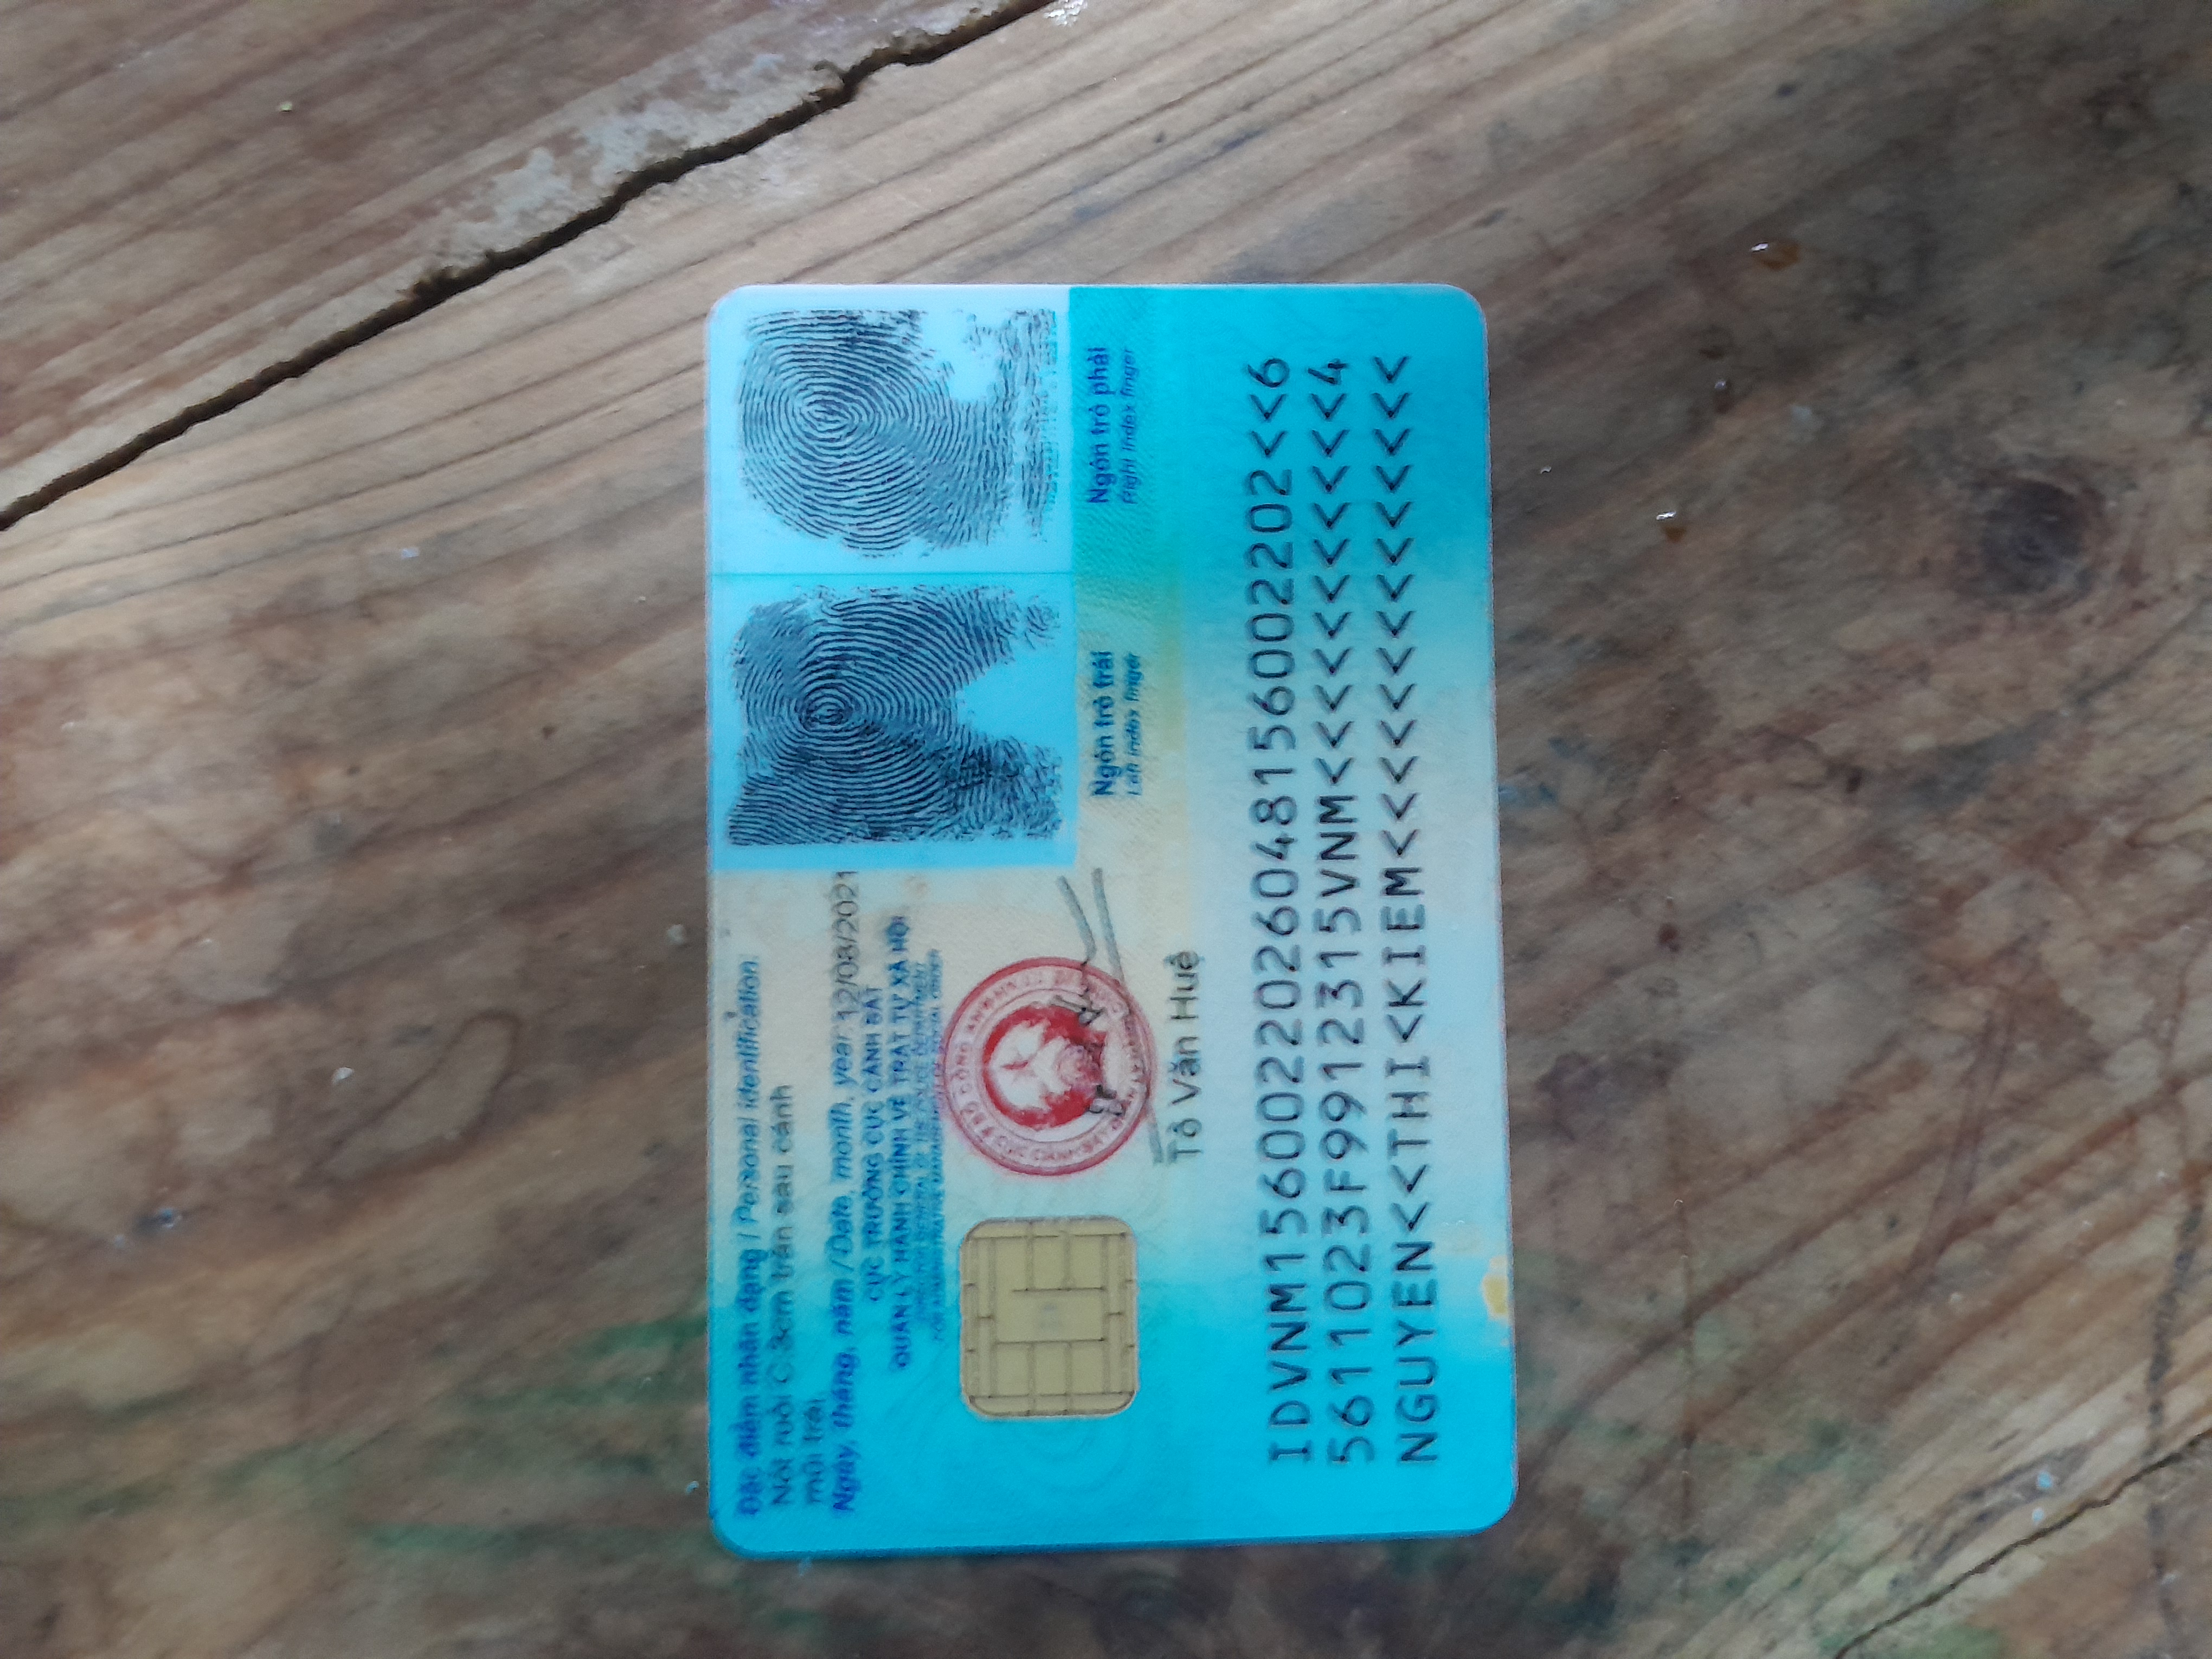 Đặc điểm nhân dạng / Personal identification:
Nốt ruồi C:3cm trên sau cánh
mũi trái
Ngày, tháng, năm / Date, month, year: 12/08/2021
CỤC TRƯỞNG CỤC CẢNH SÁT
QUẢN LÝ HÀNH CHÍNH VỀ TRẬT TỰ XÃ HỘI
Tô Văn Huệ
Ngón trỏ trái
Left index finger
Ngón trỏ phải
Right index finger
IDVNM1560022026048156002202<<6
5611023F9912315VNM<<<<<<<<<<<4
NGUYEN<<THI<KIEM<<<<<<<<<<<<<<